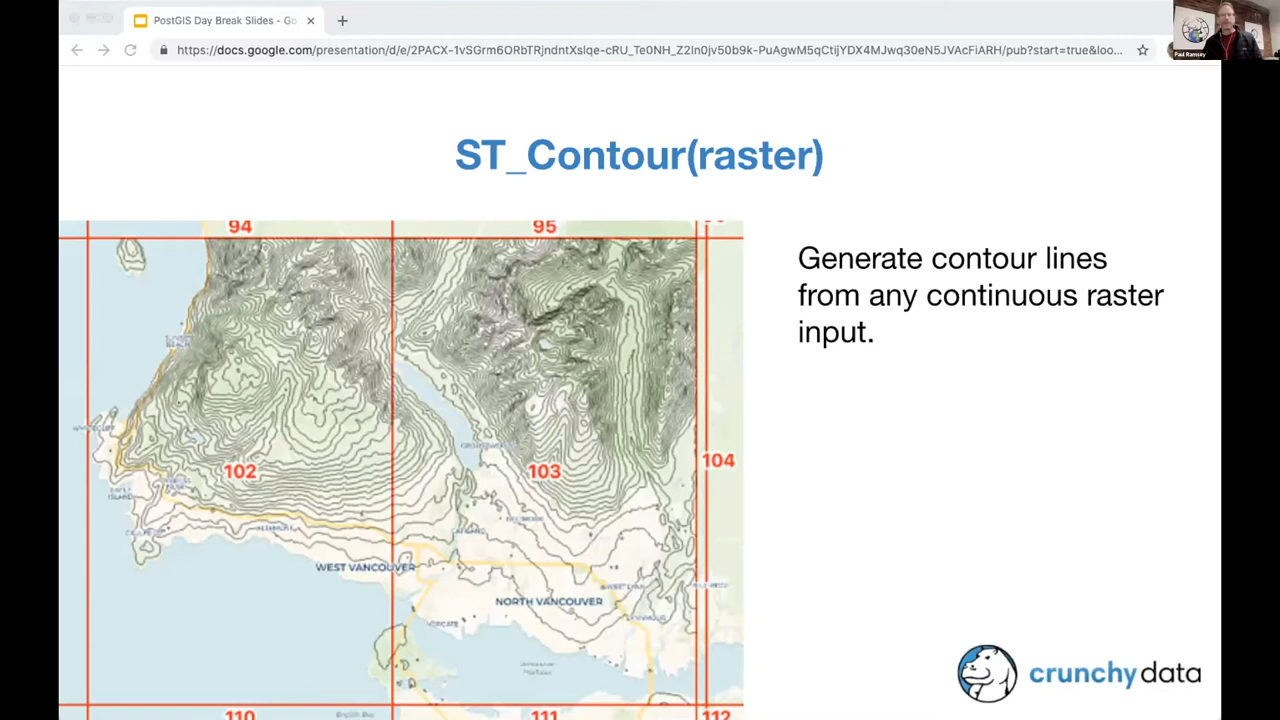 PostGIS Day Break Slides - Go
https://docs.google.com/presentation/d/e/2PACX-1vSGrm6ORbTRjndntXslqe-cRU_Te0NH_Z2In0jv50b9k-PuAgwM5qCtijYDX4MJwq30eN5JVAcFiARH/pub?start=true&loo...
Paul Ramsey
ST_Contour(raster)
94
95
Generate contour lines
from any continuous raster
input.
102
103
104
WEST VANCOUVER
NORTH VANCOUVER
110
111
112
crunchydata